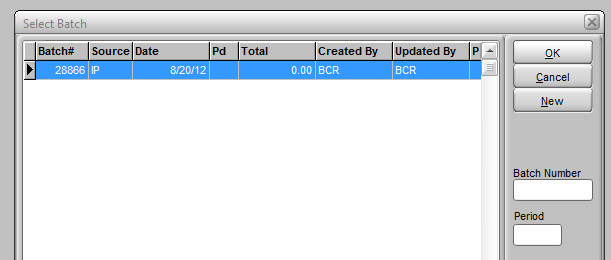 Select Batch
Batch# Source Date Pd Total Created By Updated By P
28866 IP 8/20/12 0.00 BCR BCR
OK
Cancel
New
Batch Number
Period